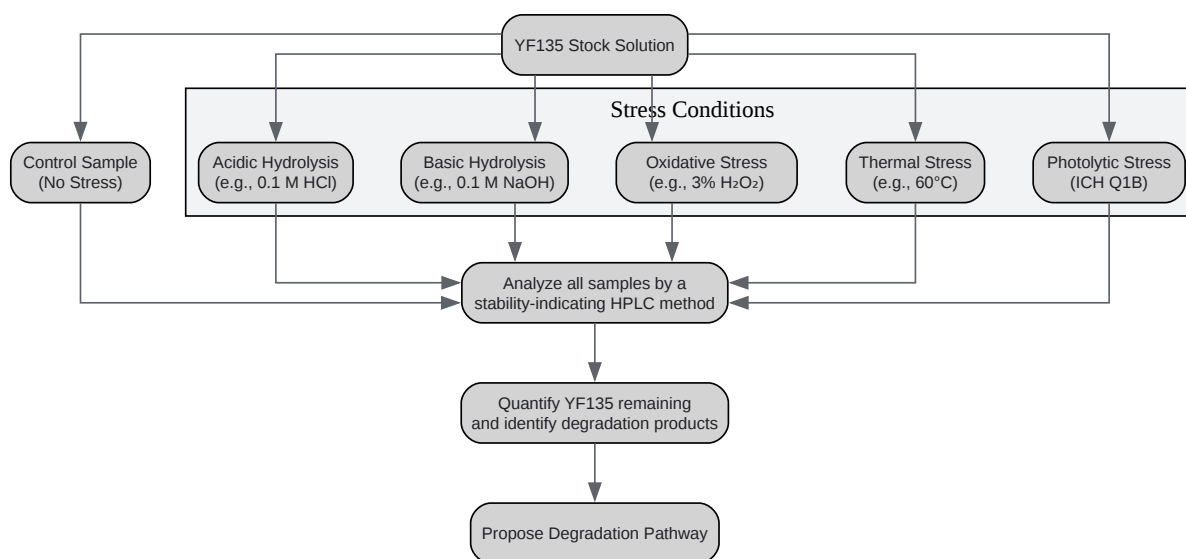 YF135 Stock Solution
Stress Conditions
Control Sample
(No Stress)
Acidic Hydrolysis
(e.g., 0.1 M HCl)
Basic Hydrolysis
(e.g., 0.1 M NaOH)
Oxidative Stress
(e.g., 3% H₂O₂)
Thermal Stress
(e.g., 60°C)
Photolytic Stress
(ICH Q1B)
Analyze all samples by a
stability-indicating HPLC method
Quantify YF135 remaining
and identify degradation products
Propose Degradation Pathway